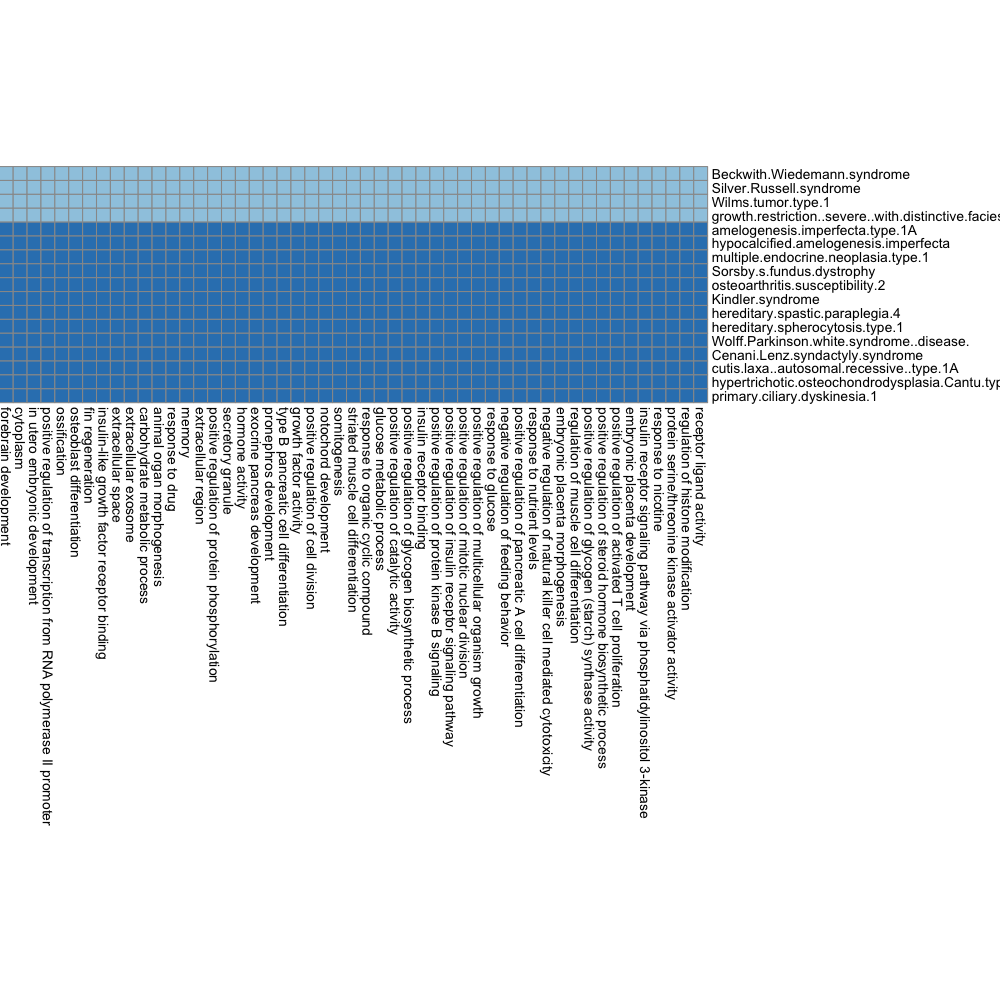 Beckwith.Wiedemann.syndrome
Silver.Russell.syndrome
Wilms.tumor.type.1
growth.restriction..severe..with.distinctive.facies
amelogenesis.imperfecta.type.1A
hypocalcified.amelogenesis.imperfecta
multiple.endocrine.neoplasia.type.1
Sorsby.s.fundus.dystrophy
osteoarthritis.susceptibility.2
Kindler.syndrome
hereditary.spastic.paraplegia.4
hereditary.spherocytosis.type.1
Wolff.Parkinson.white.syndrome..disease.
Cenani.Lenz.syndactyly.syndrome
cutis.laxa..autosomal.recessive..type.1A
hypertrichotic.osteochondrodysplasia.Cantu.typ
primary.ciliary.dyskinesia.1
forebrain development
cytoplasm
in utero embryonic development
positive regulation of transcription from RNA polymerase II promoter
ossification
osteoblast differentiation
fin regeneration
insulin-like growth factor receptor binding
extracellular space
extracellular exosome
carbohydrate metabolic process
animal organ morphogenesis
response to drug
memory
extracellular region
positive regulation of protein phosphorylation
secretory granule
hormone activity
exocrine pancreas development
pronephros development
type B pancreatic cell differentiation
growth factor activity
positive regulation of cell division
notochord development
somitogenesis
striated muscle cell differentiation
response to organic cyclic compound
glucose metabolic process
positive regulation of catalytic activity
positive regulation of glycogen biosynthetic process
insulin receptor binding
positive regulation of protein kinase B signaling
positive regulation of insulin receptor signaling pathway
positive regulation of mitotic nuclear division
positive regulation of multicellular organism growth
response to glucose
negative regulation of feeding behavior
positive regulation of pancreatic A cell differentiation
response to nutrient levels
negative regulation of natural killer cell mediated cytotoxicity
embryonic placenta morphogenesis
regulation of muscle cell differentiation
positive regulation of glycogen (starch) synthase activity
positive regulation of steroid hormone biosynthetic process
positive regulation of activated T cell proliferation
embryonic placenta development
insulin receptor signaling pathway via phosphatidylinositol 3-kinase
response to nicotine
protein serine/threonine kinase activator activity
regulation of histone modification
receptor ligand activity